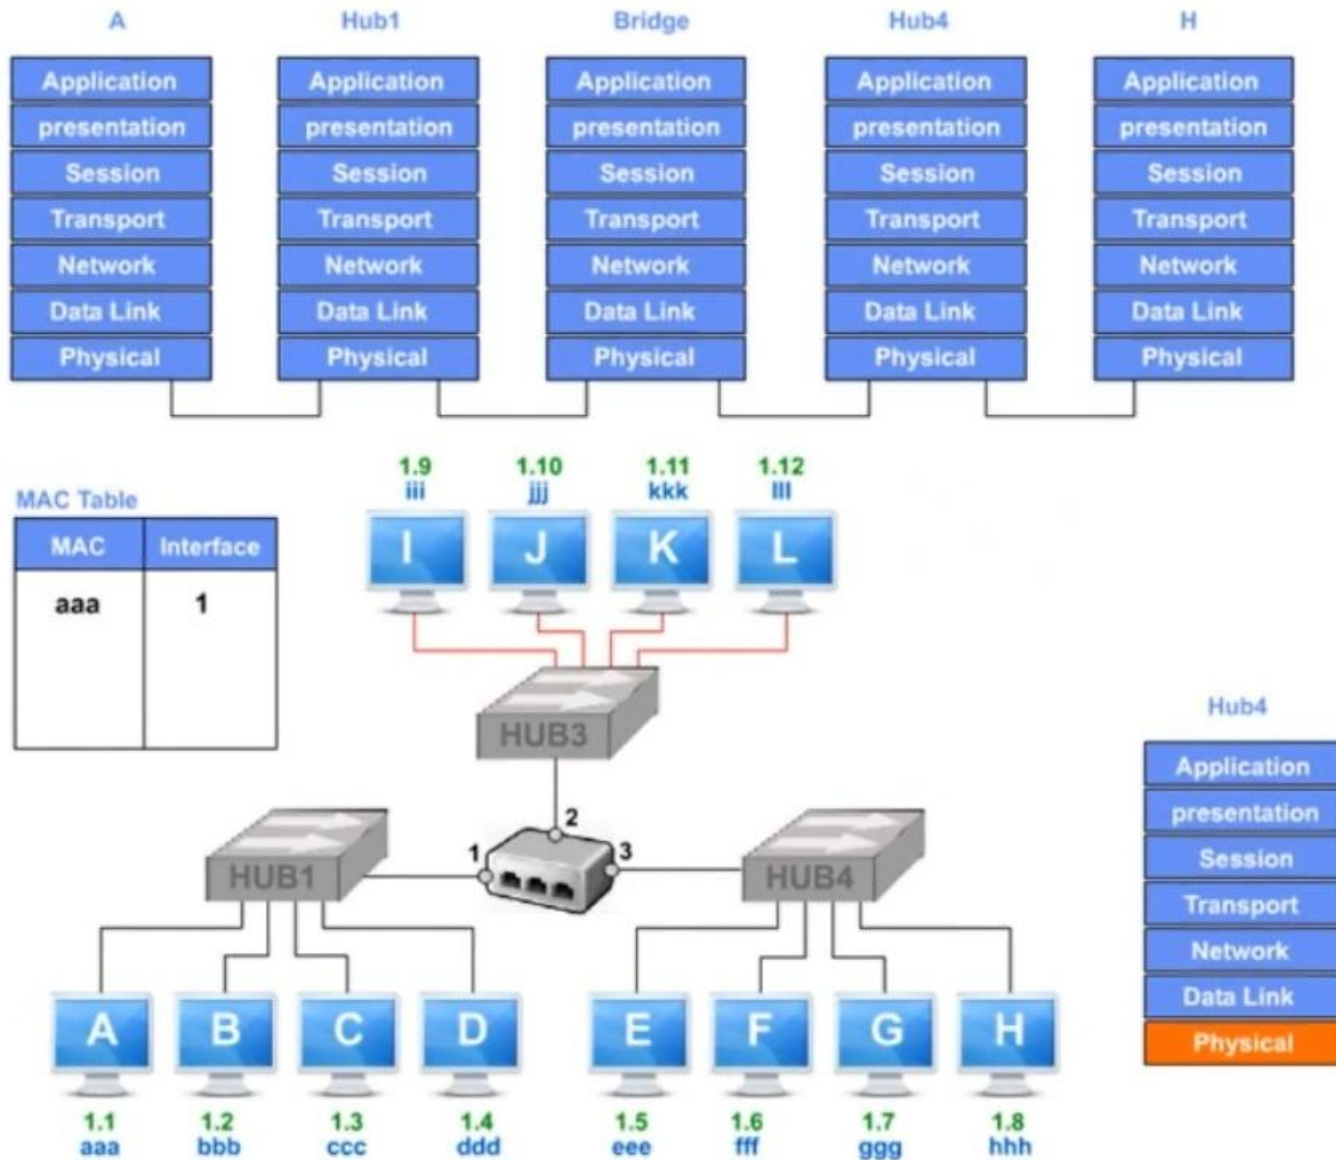 A Hub1 Bridge Hub4 H
Application Application Application Application Application
presentation presentation presentation presentation presentation
Session Session Session Session Session
Transport Transport Transport Transport Transport
Network Network Network Network Network
Data Link Data Link Data Link Data Link Data Link
Physical Physical Physical Physical Physical
1.9 1.10 1.11 1.12
iii jjj kkk lll
MAC Table
MAC Interface
aaa 1
I J K L
HUB3
2
1 3
HUB1 HUB4
A B C D E F G H
1.1 1.2 1.3 1.4 1.5 1.6 1.7 1.8
aaa bbb ccc ddd eee fff ggg hhh
Hub4
Application
presentation
Session
Transport
Network
Data Link
Physical